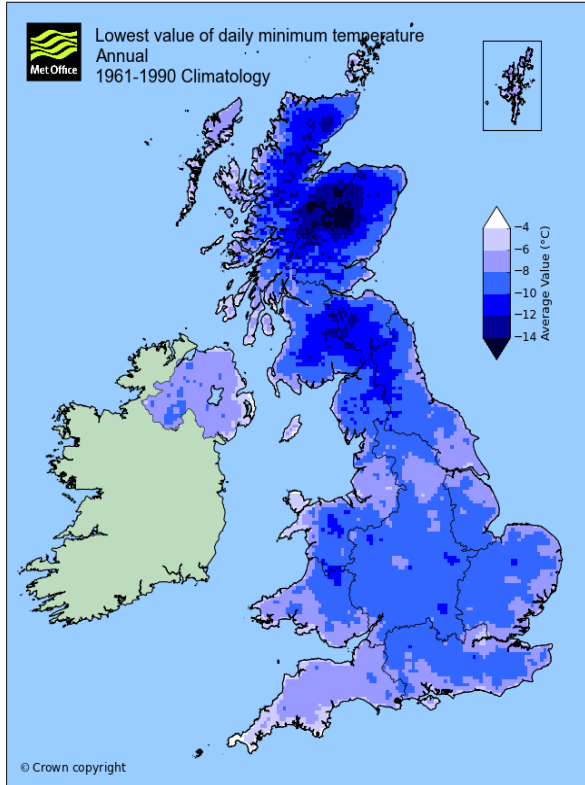 Met Office
Lowest value of daily minimum temperature
Annual
1961-1990 Climatology
−4
−6
−8
−10
−12
−14
Average Value (°C)
© Crown copyright